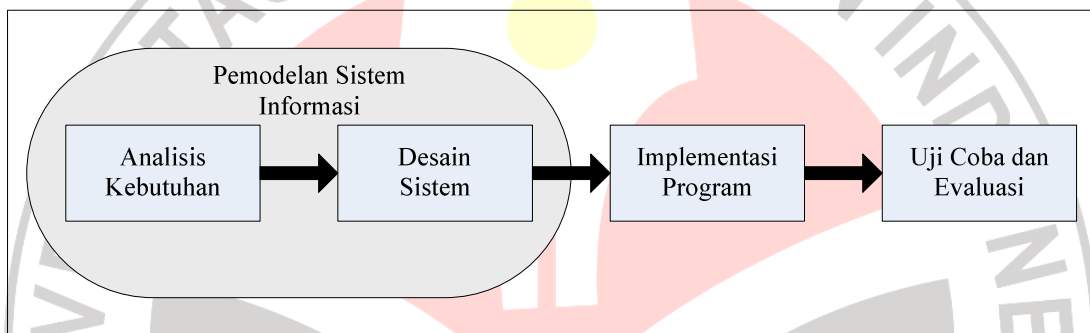 Pemodelan Sistem
Informasi
Analisis
Kebutuhan
Desain
Sistem
Implementasi
Program
Uji Coba dan
Evaluasi